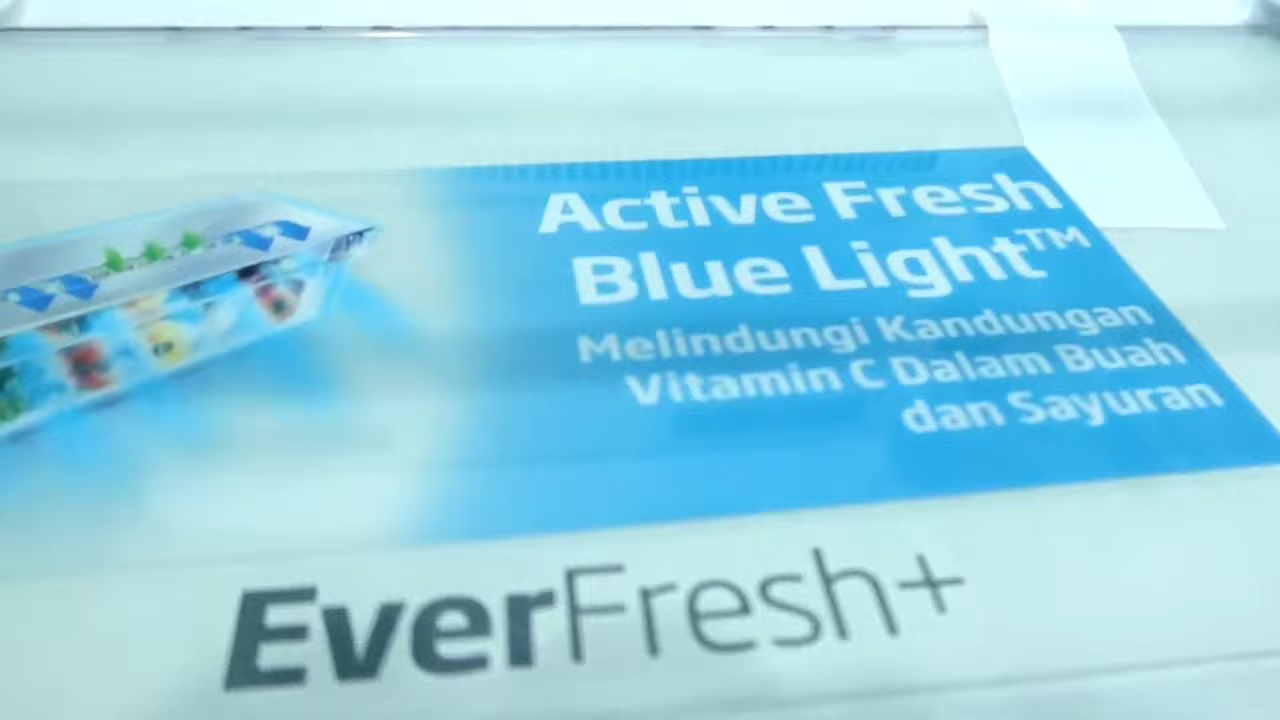 Active Fresh
Blue Light™
Melindungi Kandungan
Vitamin C Dalam Buah
dan Sayuran
EverFresh+